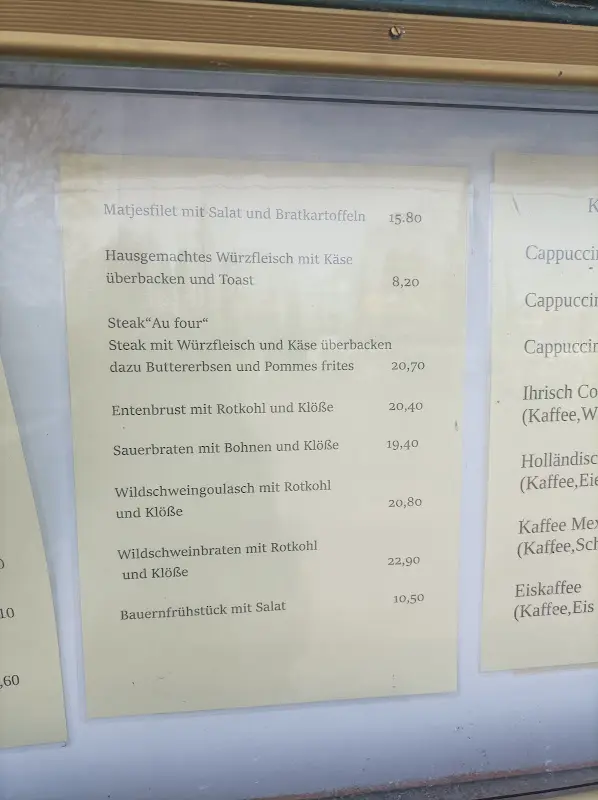 Matjesfilet mit Salat und Bratkartoffeln 15.80
Hausgemachtes Würzfleisch mit Käse
überbacken und Toast 8,20
Steak“Au four“
Steak mit Würzfleisch und Käse überbacken
dazu Buttererbsen und Pommes frites 20,70
Entenbrust mit Rotkohl und Klöße 20,40
Sauerbraten mit Bohnen und Klöße 19,40
Wildschweingoulasch mit Rotkohl
und Klöße 20,80
Wildschweinbraten mit Rotkohl
und Klöße 22,90
Bauernfrühstück mit Salat 10,50
K
Cappuccin
Cappuccin
Cappuccin
Ihrisch Co
(Kaffee,W
Holländisc
(Kaffee,Eie
Kaffee Mex
(Kaffee,Sch
Eiskaffee
(Kaffee,Eis
10
,60